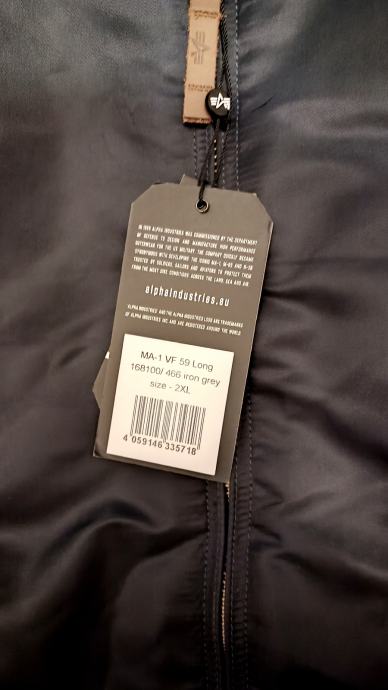 IN 1959 ALPHA INDUSTRIES WAS COMMISSIONED BY THE DEPARTMENT
OF DEFENSE TO DESIGN AND MANUFACTURE HIGH PERFORMANCE
OUTERWEAR FOR THE US MILITARY. THE COMPANY QUICKLY BECAME
SYNONYMOUS WITH DEVELOPING THE ICONIC MA-1, M-65 AND N-3B
TRUSTED BY SOLDIERS, SAILORS AND AVIATORS TO PROTECT THEM
FROM THE MOST DIRE CONDITIONS ACROSS THE LAND, SEA AND AIR.
alphaindustries.eu
ALPHA INDUSTRIES AND THE ALPHA INDUSTRIES LOGO ARE TRADEMARKS
OF ALPHA INDUSTRIES INC AND ARE REGISTERED AROUND THE WORLD
MA-1 VF 59 Long
168100/ 466 iron grey
size - 2XL
4 059146 335718